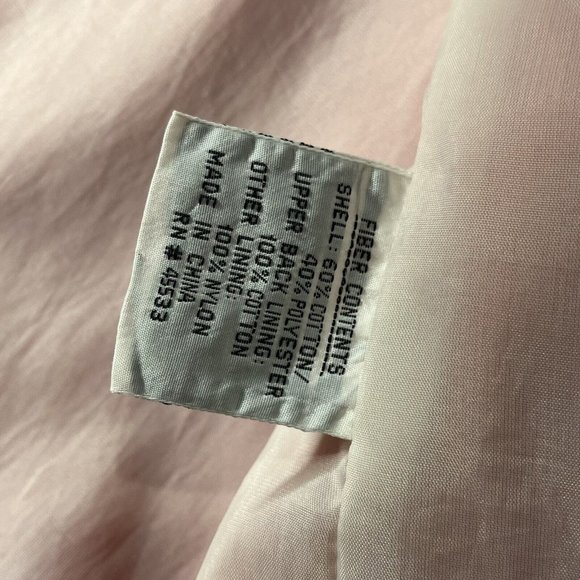 FIBER CONTENTS
SHELL: 60% COTTON/
40% POLYESTER
UPPER BACK LINING:
100% COTTON
OTHER LINING:
100% NYLON
MADE IN CHINA
RN# 45533